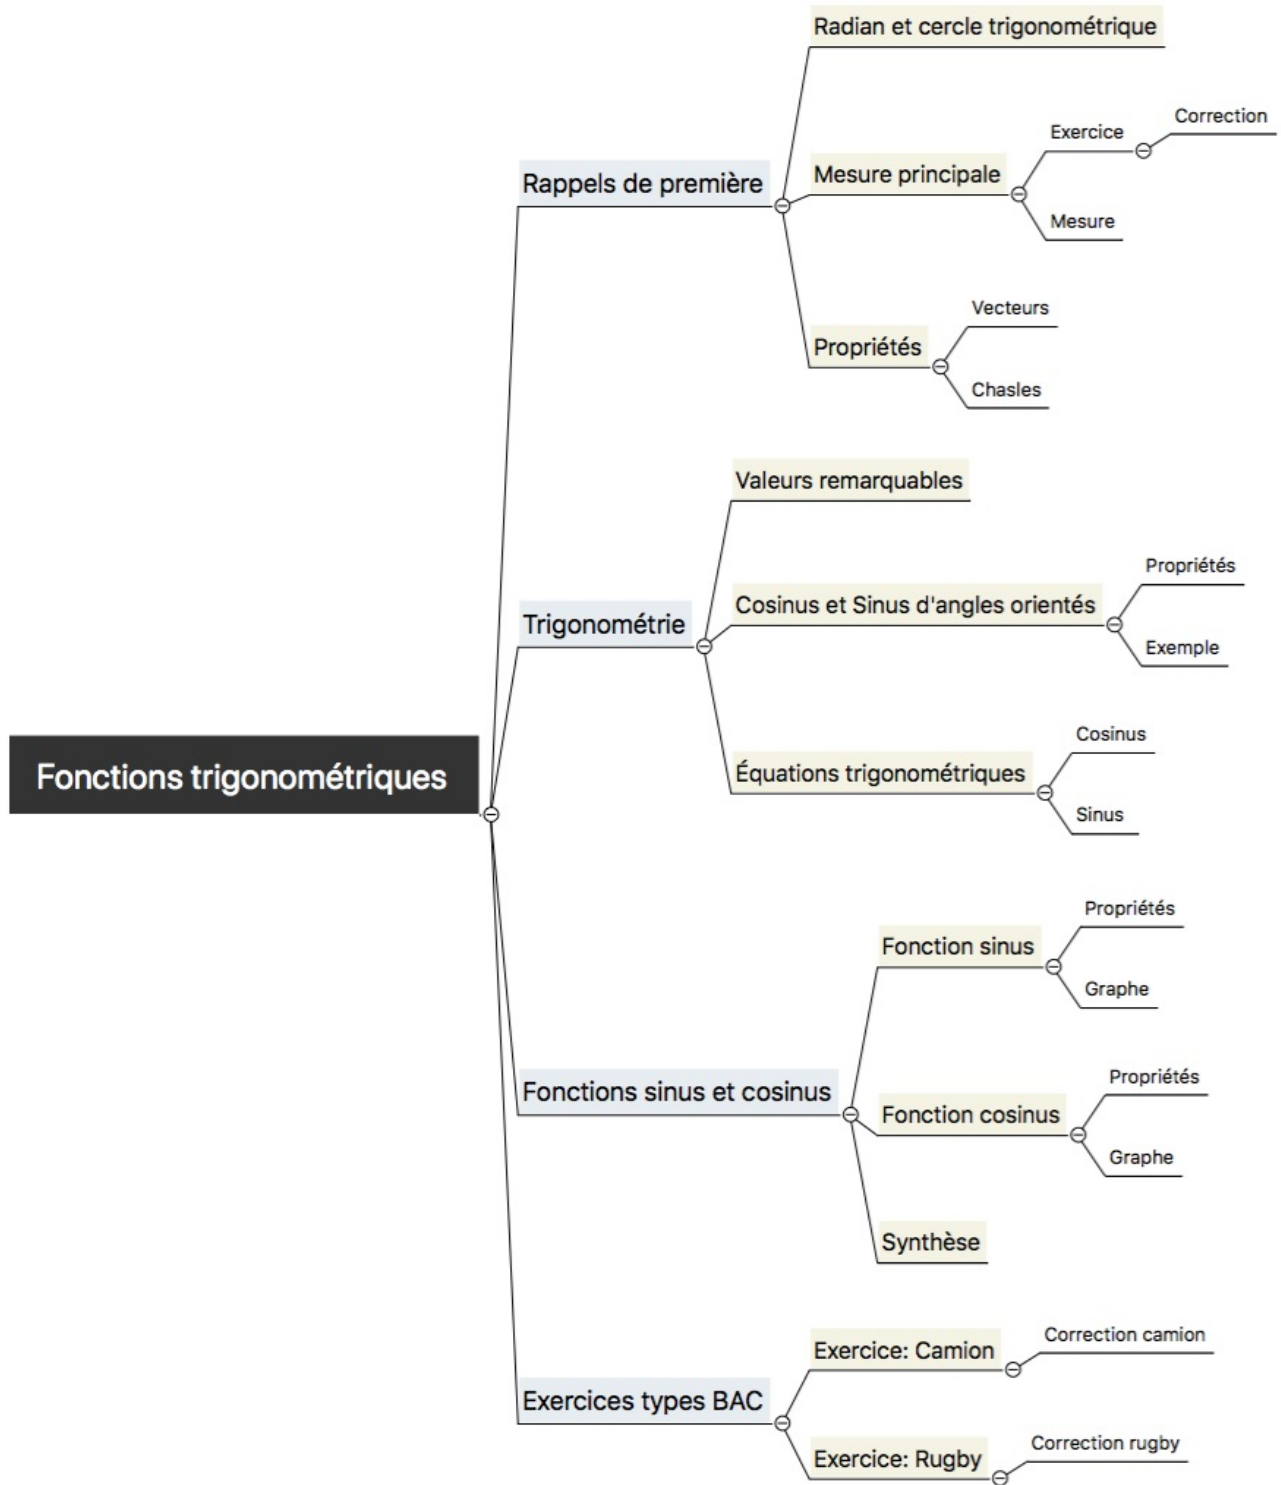 Fonctions trigonométriques
Rappels de première
Radian et cercle trigonométrique
Mesure principale
Exercice
Correction
Mesure
Propriétés
Vecteurs
Chasles
Trigonométrie
Valeurs remarquables
Cosinus et Sinus d'angles orientés
Propriétés
Exemple
Équations trigonométriques
Cosinus
Sinus
Fonctions sinus et cosinus
Fonction sinus
Propriétés
Graphe
Fonction cosinus
Propriétés
Graphe
Synthèse
Exercices types BAC
Exercice: Camion
Correction camion
Exercice: Rugby
Correction rugby